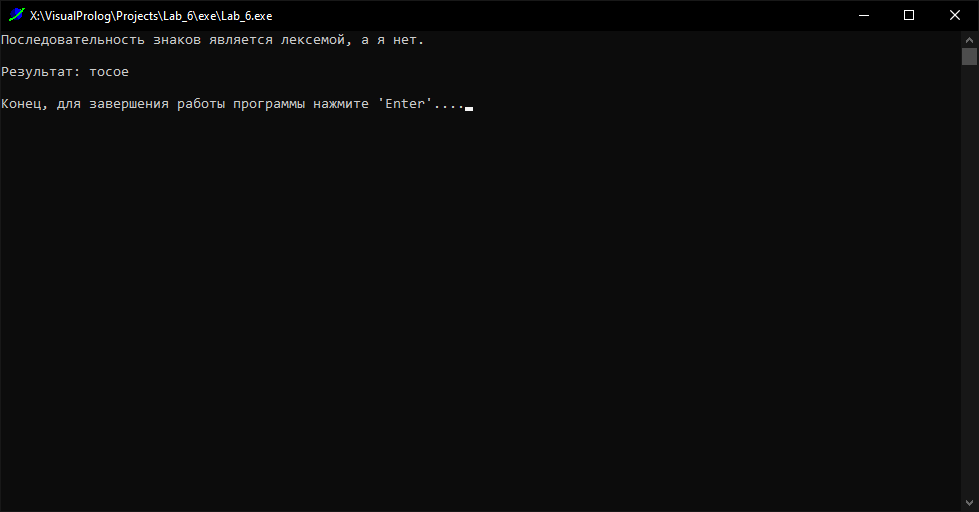 X:\VisualProlog\Projects\Lab_6\exe\Lab_6.exe
Последовательность знаков является лексемой, а я нет.
Результат: тосое
Конец, для завершения работы программы нажмите 'Enter'....